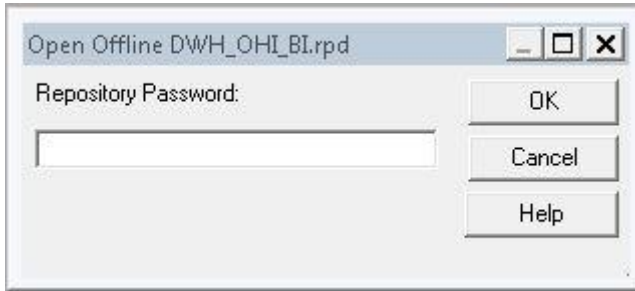 Open Offline DWH_OHI_BI.rpd
Repository Password:
OK
Cancel
Help